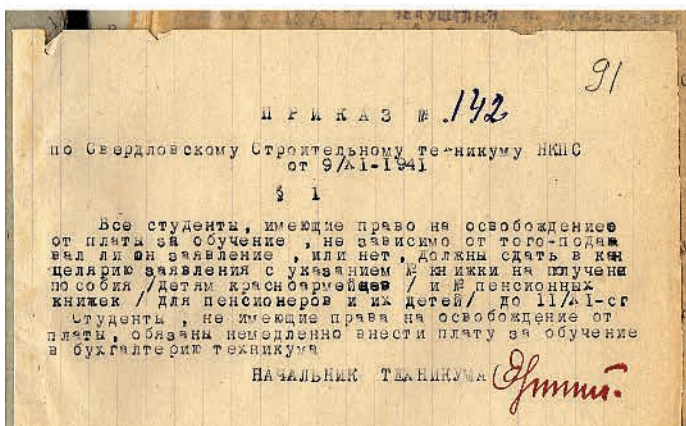 91
ПРИКАЗ № 142
по Свердловскому Строительному техникуму НКПС
от 9/XI-1941
§ 1
Все студенты, имеющие право на освобождениее
от платы за обучение , не зависимо от того-подав
вал ли он заявление , или нет, должны сдать в кан
целярию заявления с указанием № книжки на получени
пособия /детям красноармейцев / и № пенсионных
книжек / для пенсионеров и их детей/ до 11/XI-сг
Студенты , не имеющие права на освобождение от
платы, обязаны немедленно внести плату за обучение
в бухгалтерию техникума
НАЧАЛЬНИК ТЕХНИКУМА (